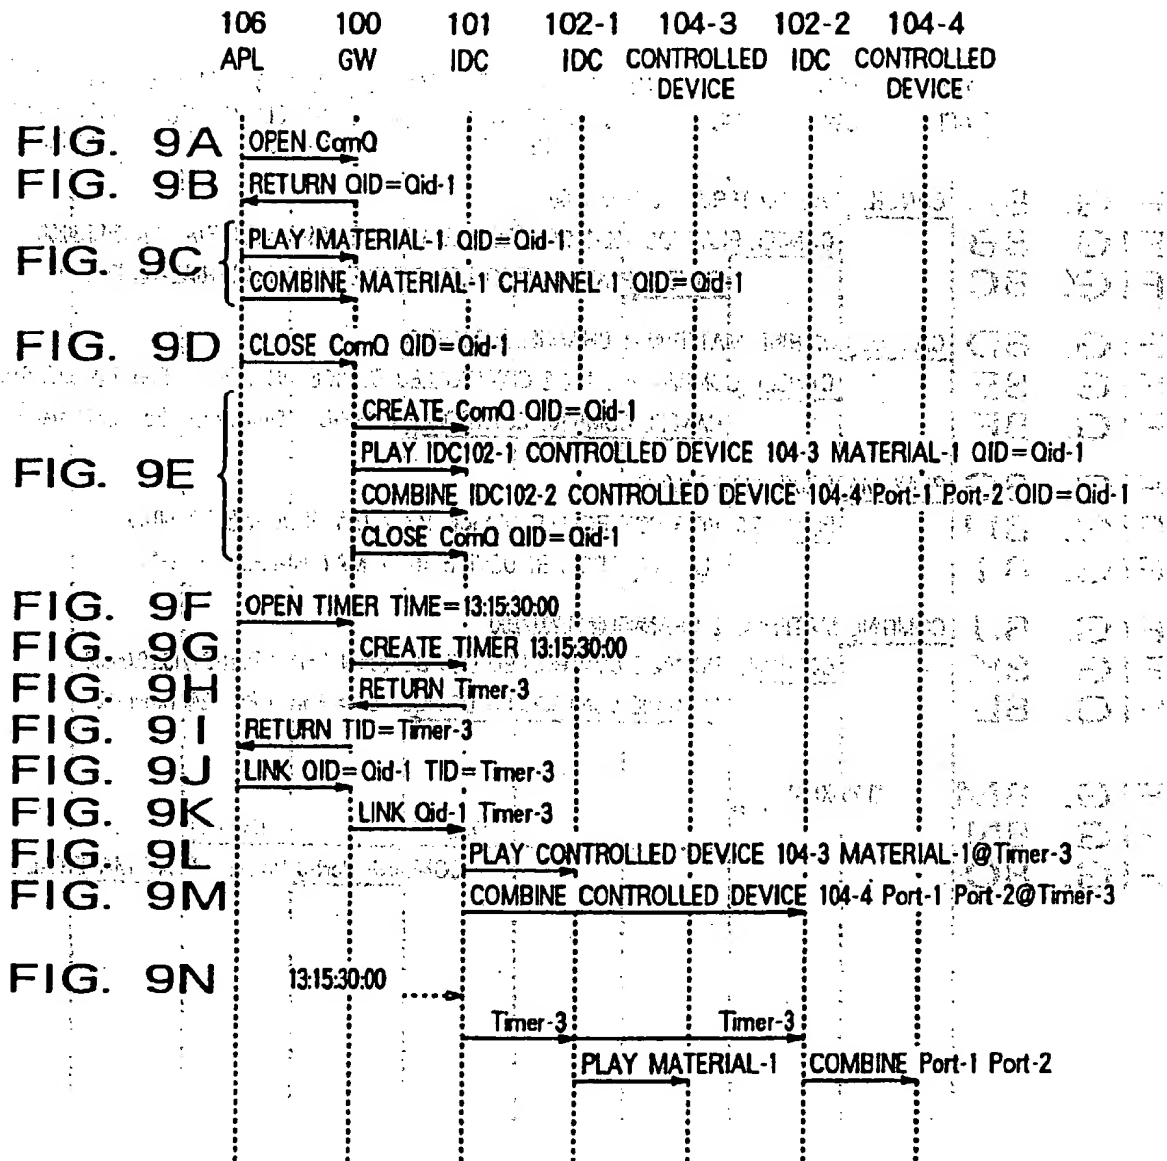 106 100 101 102-1 104-3 102-2 104-4
APL GW IDC IDC CONTROLLED IDC CONTROLLED
DEVICE DEVICE
FIG. 9A OPEN ComQ
FIG. 9B RETURN QID=Qid-1
FIG. 9C PLAY MATERIAL-1 QID=Qid-1
COMBINE MATERIAL-1 CHANNEL 1 QID=Qid-1
FIG. 9D CLOSE ComQ QID=Qid-1
FIG. 9E CREATE ComQ QID=Qid-1
PLAY IDC102-1 CONTROLLED DEVICE 104-3 MATERIAL-1 QID=Qid-1
COMBINE IDC102-2 CONTROLLED DEVICE 104-4 Port-1 Port-2 QID=Qid-1
CLOSE ComQ QID=Qid-1
FIG. 9F OPEN TIMER TIME=13:15:30:00
FIG. 9G CREATE TIMER 13:15:30:00
FIG. 9H RETURN Timer-3
FIG. 9I RETURN TID=Timer-3
FIG. 9J LINK QID=Qid-1 TID=Timer-3
FIG. 9K LINK Qid-1 Timer-3
FIG. 9L PLAY CONTROLLED DEVICE 104-3 MATERIAL-1@Timer-3
FIG. 9M COMBINE CONTROLLED DEVICE 104-4 Port-1 Port-2@Timer-3
FIG. 9N 13:15:30:00
Timer-3 Timer-3
PLAY MATERIAL-1 COMBINE Port-1 Port-2